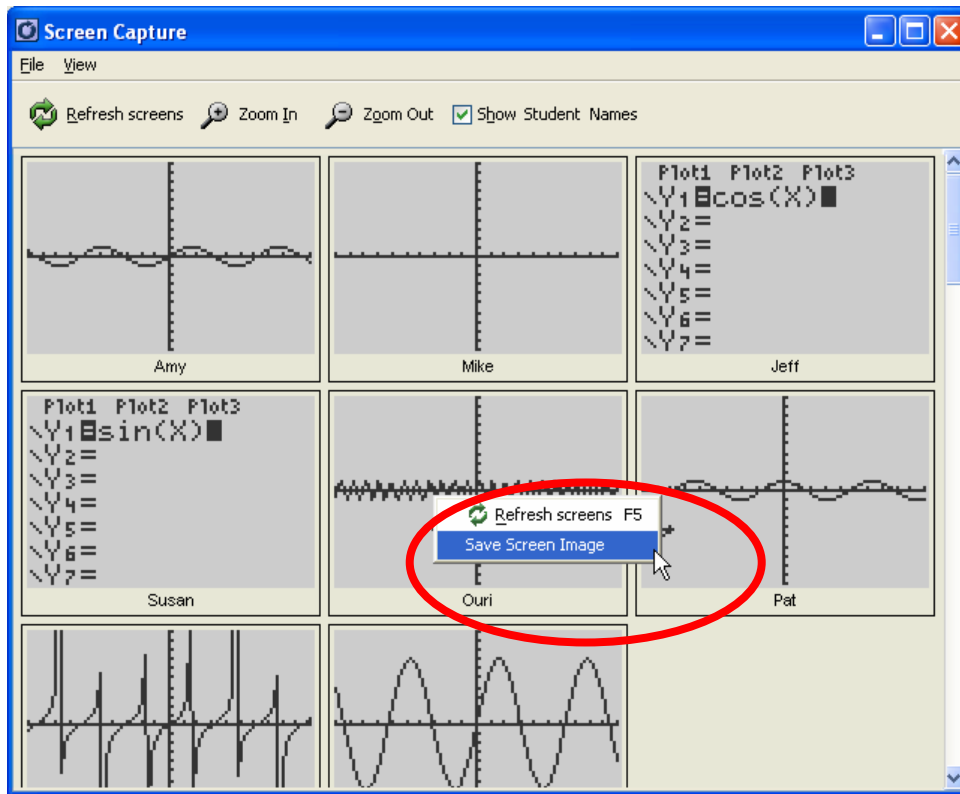 Screen Capture
File View
Refresh screens Zoom In Zoom Out Show Student Names
Amy
Mike
Plot1 Plot2 Plot3
\Y1=cos(X)
\Y2=
\Y3=
\Y4=
\Y5=
\Y6=
\Y7=
Jeff
Plot1 Plot2 Plot3
\Y1=sin(X)
\Y2=
\Y3=
\Y4=
\Y5=
\Y6=
\Y7=
Susan
Refresh screens F5
Save Screen Image
Ouri
Pat